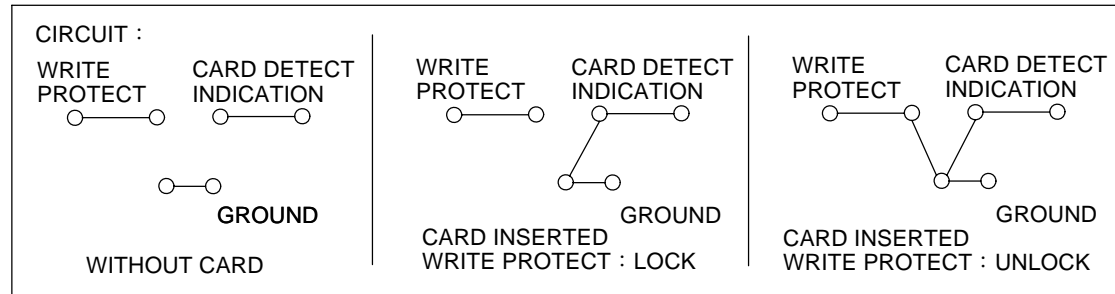 CIRCUIT：
WRITE
PROTECT
CARD DETECT
INDICATION
GROUND
WITHOUT CARD
WRITE
PROTECT
CARD DETECT
INDICATION
GROUND
CARD INSERTED
WRITE PROTECT：LOCK
WRITE
PROTECT
CARD DETECT
INDICATION
GROUND
CARD INSERTED
WRITE PROTECT：UNLOCK